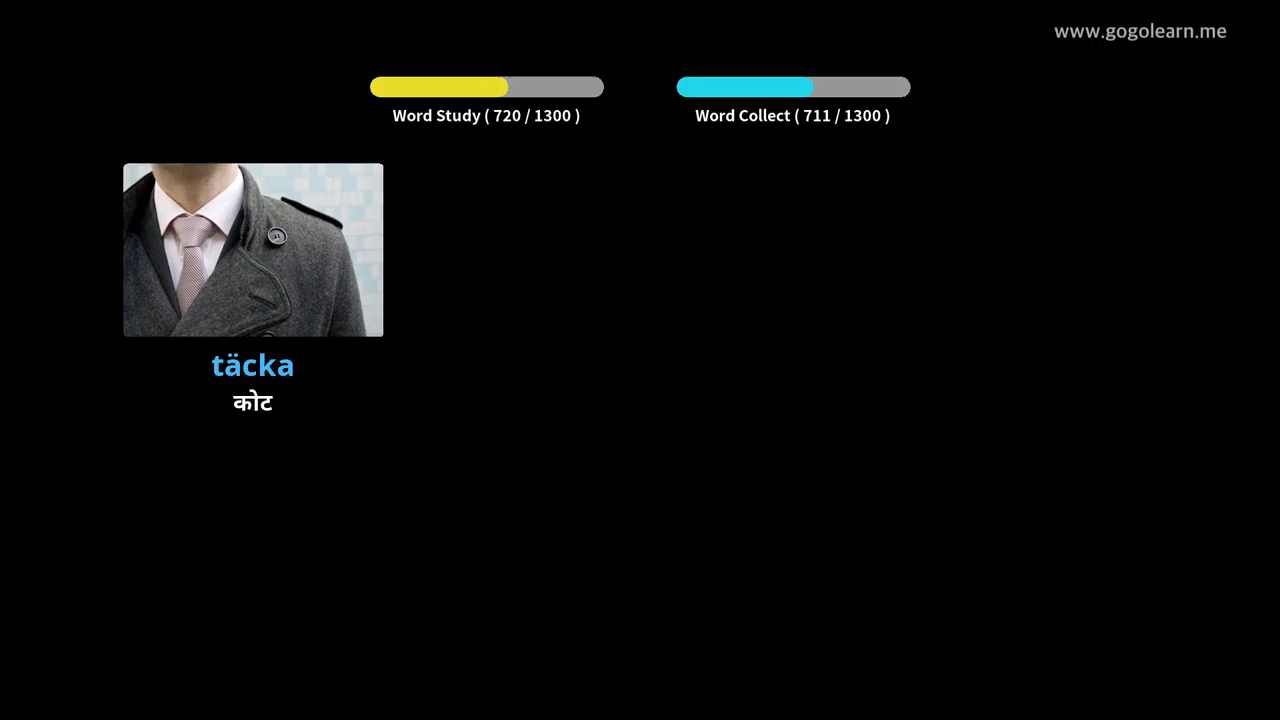 www.gogolearn.me
Word Study ( 720 / 1300 )
Word Collect ( 711 / 1300 )
täcka
कोट